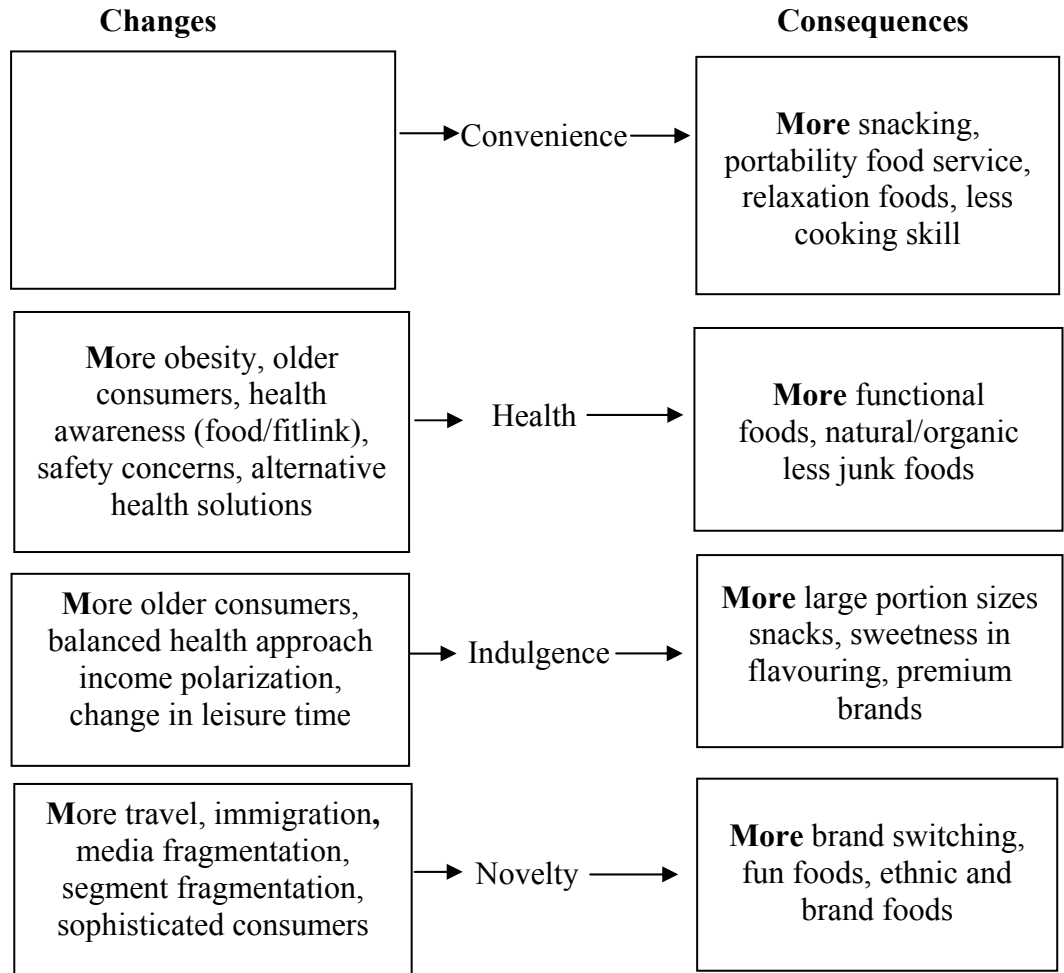 Changes
Consequences
Convenience
More snacking,
portability food service,
relaxation foods, less
cooking skill
More obesity, older
consumers, health
awareness (food/fitlink),
safety concerns, alternative
health solutions
Health
More functional
foods, natural/organic
less junk foods
More older consumers,
balanced health approach
income polarization,
change in leisure time
Indulgence
More large portion sizes
snacks, sweetness in
flavouring, premium
brands
More travel, immigration,
media fragmentation,
segment fragmentation,
sophisticated consumers
Novelty
More brand switching,
fun foods, ethnic and
brand foods